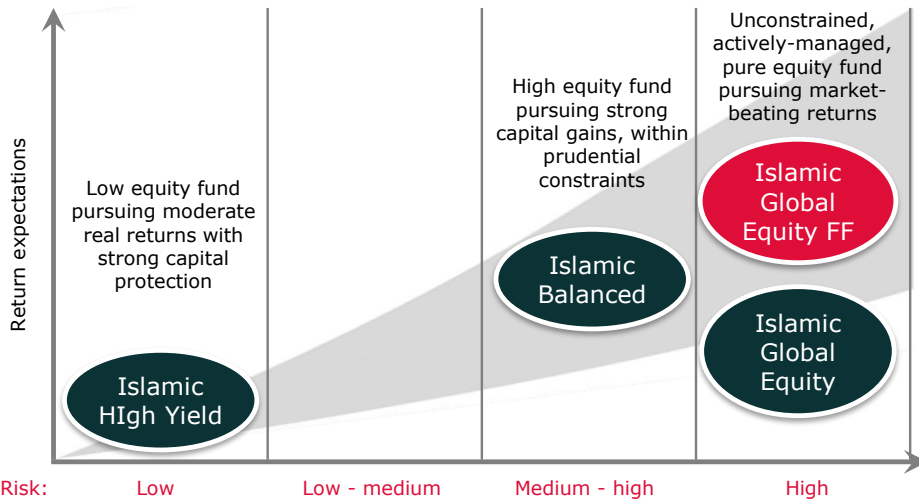 Return expectations
Low equity fund
pursuing moderate
real returns with
strong capital
protection
Islamic
HIgh Yield
High equity fund
pursuing strong
capital gains, within
prudential
constraints
Islamic
Balanced
Unconstrained,
actively-managed,
pure equity fund
pursuing market-
beating returns
Islamic
Global
Equity FF
Islamic
Global
Equity
Risk:
Low
Low - medium
Medium - high
High